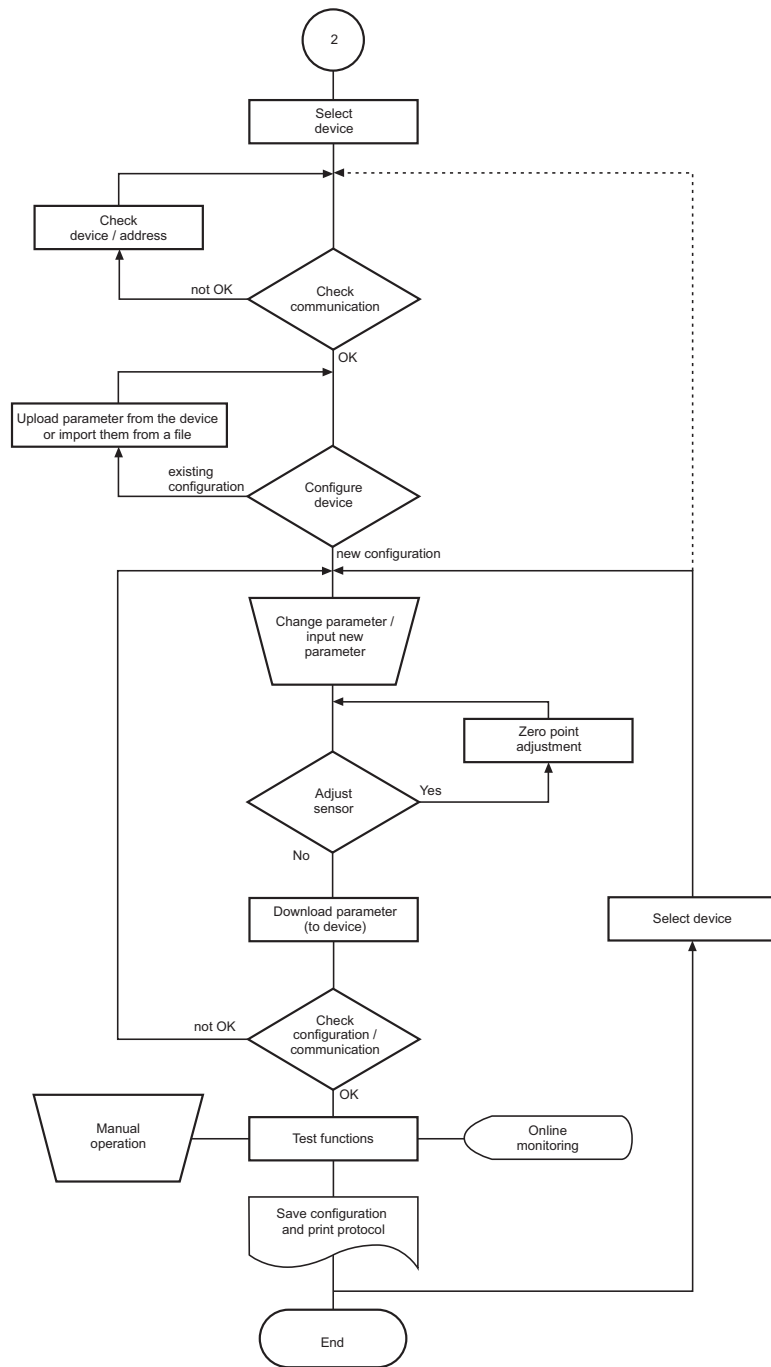 2
Select
device
Check
device / address
not OK
Check
communication
OK
Upload parameter from the device
or import them from a file
existing
configuration
Configure
device
new configuration
Change parameter /
input new
parameter
Zero point
adjustment
Adjust
sensor
Yes
No
Download parameter
(to device)
Select device
not OK
Check
configuration /
communication
OK
Manual
operation
Test functions
Online
monitoring
Save configuration
and print protocol
End